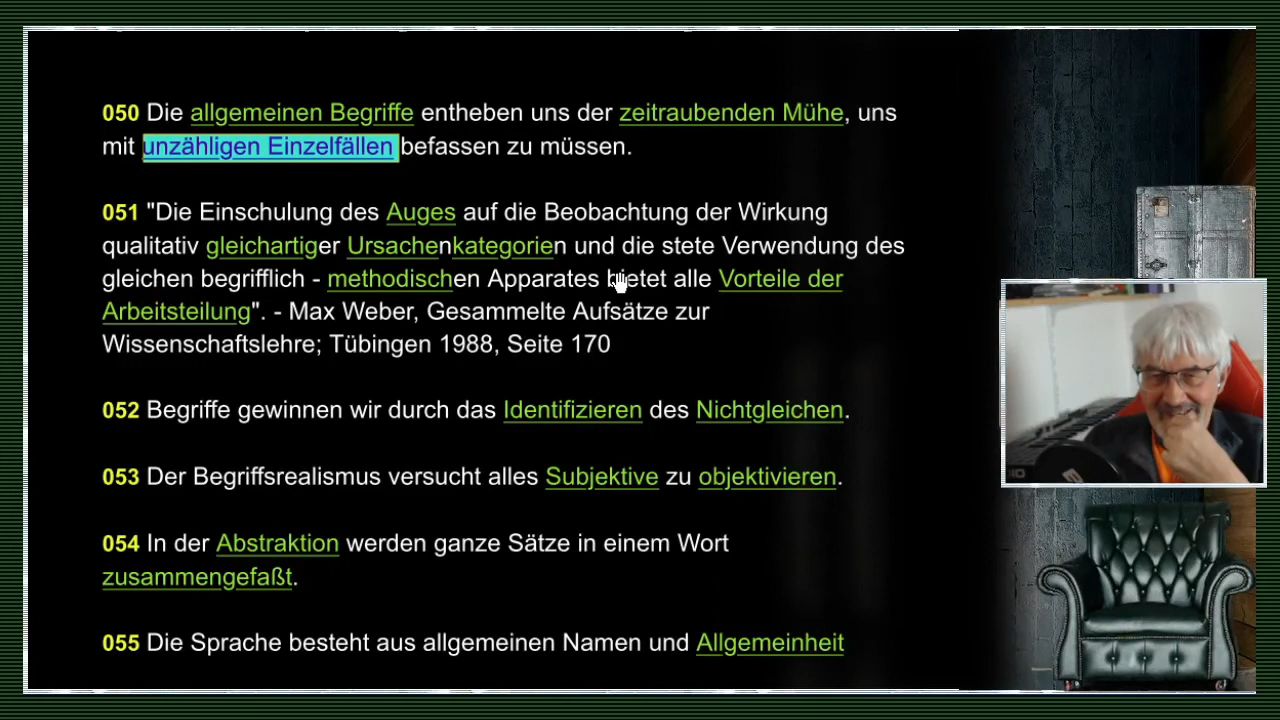 050 Die allgemeinen Begriffe entheben uns der zeitraubenden Mühe, uns
mit unzähligen Einzelfällen befassen zu müssen.
051 "Die Einschulung des Auges auf die Beobachtung der Wirkung
qualitativ gleichartiger Ursachenkategorien und die stete Verwendung des
gleichen begrifflich - methodischen Apparates bietet alle Vorteile der
Arbeitsteilung". - Max Weber, Gesammelte Aufsätze zur
Wissenschaftslehre; Tübingen 1988, Seite 170
052 Begriffe gewinnen wir durch das Identifizieren des Nichtgleichen.
053 Der Begriffsrealismus versucht alles Subjektive zu objektivieren.
054 In der Abstraktion werden ganze Sätze in einem Wort
zusammengefaßt.
055 Die Sprache besteht aus allgemeinen Namen und Allgemeinheit